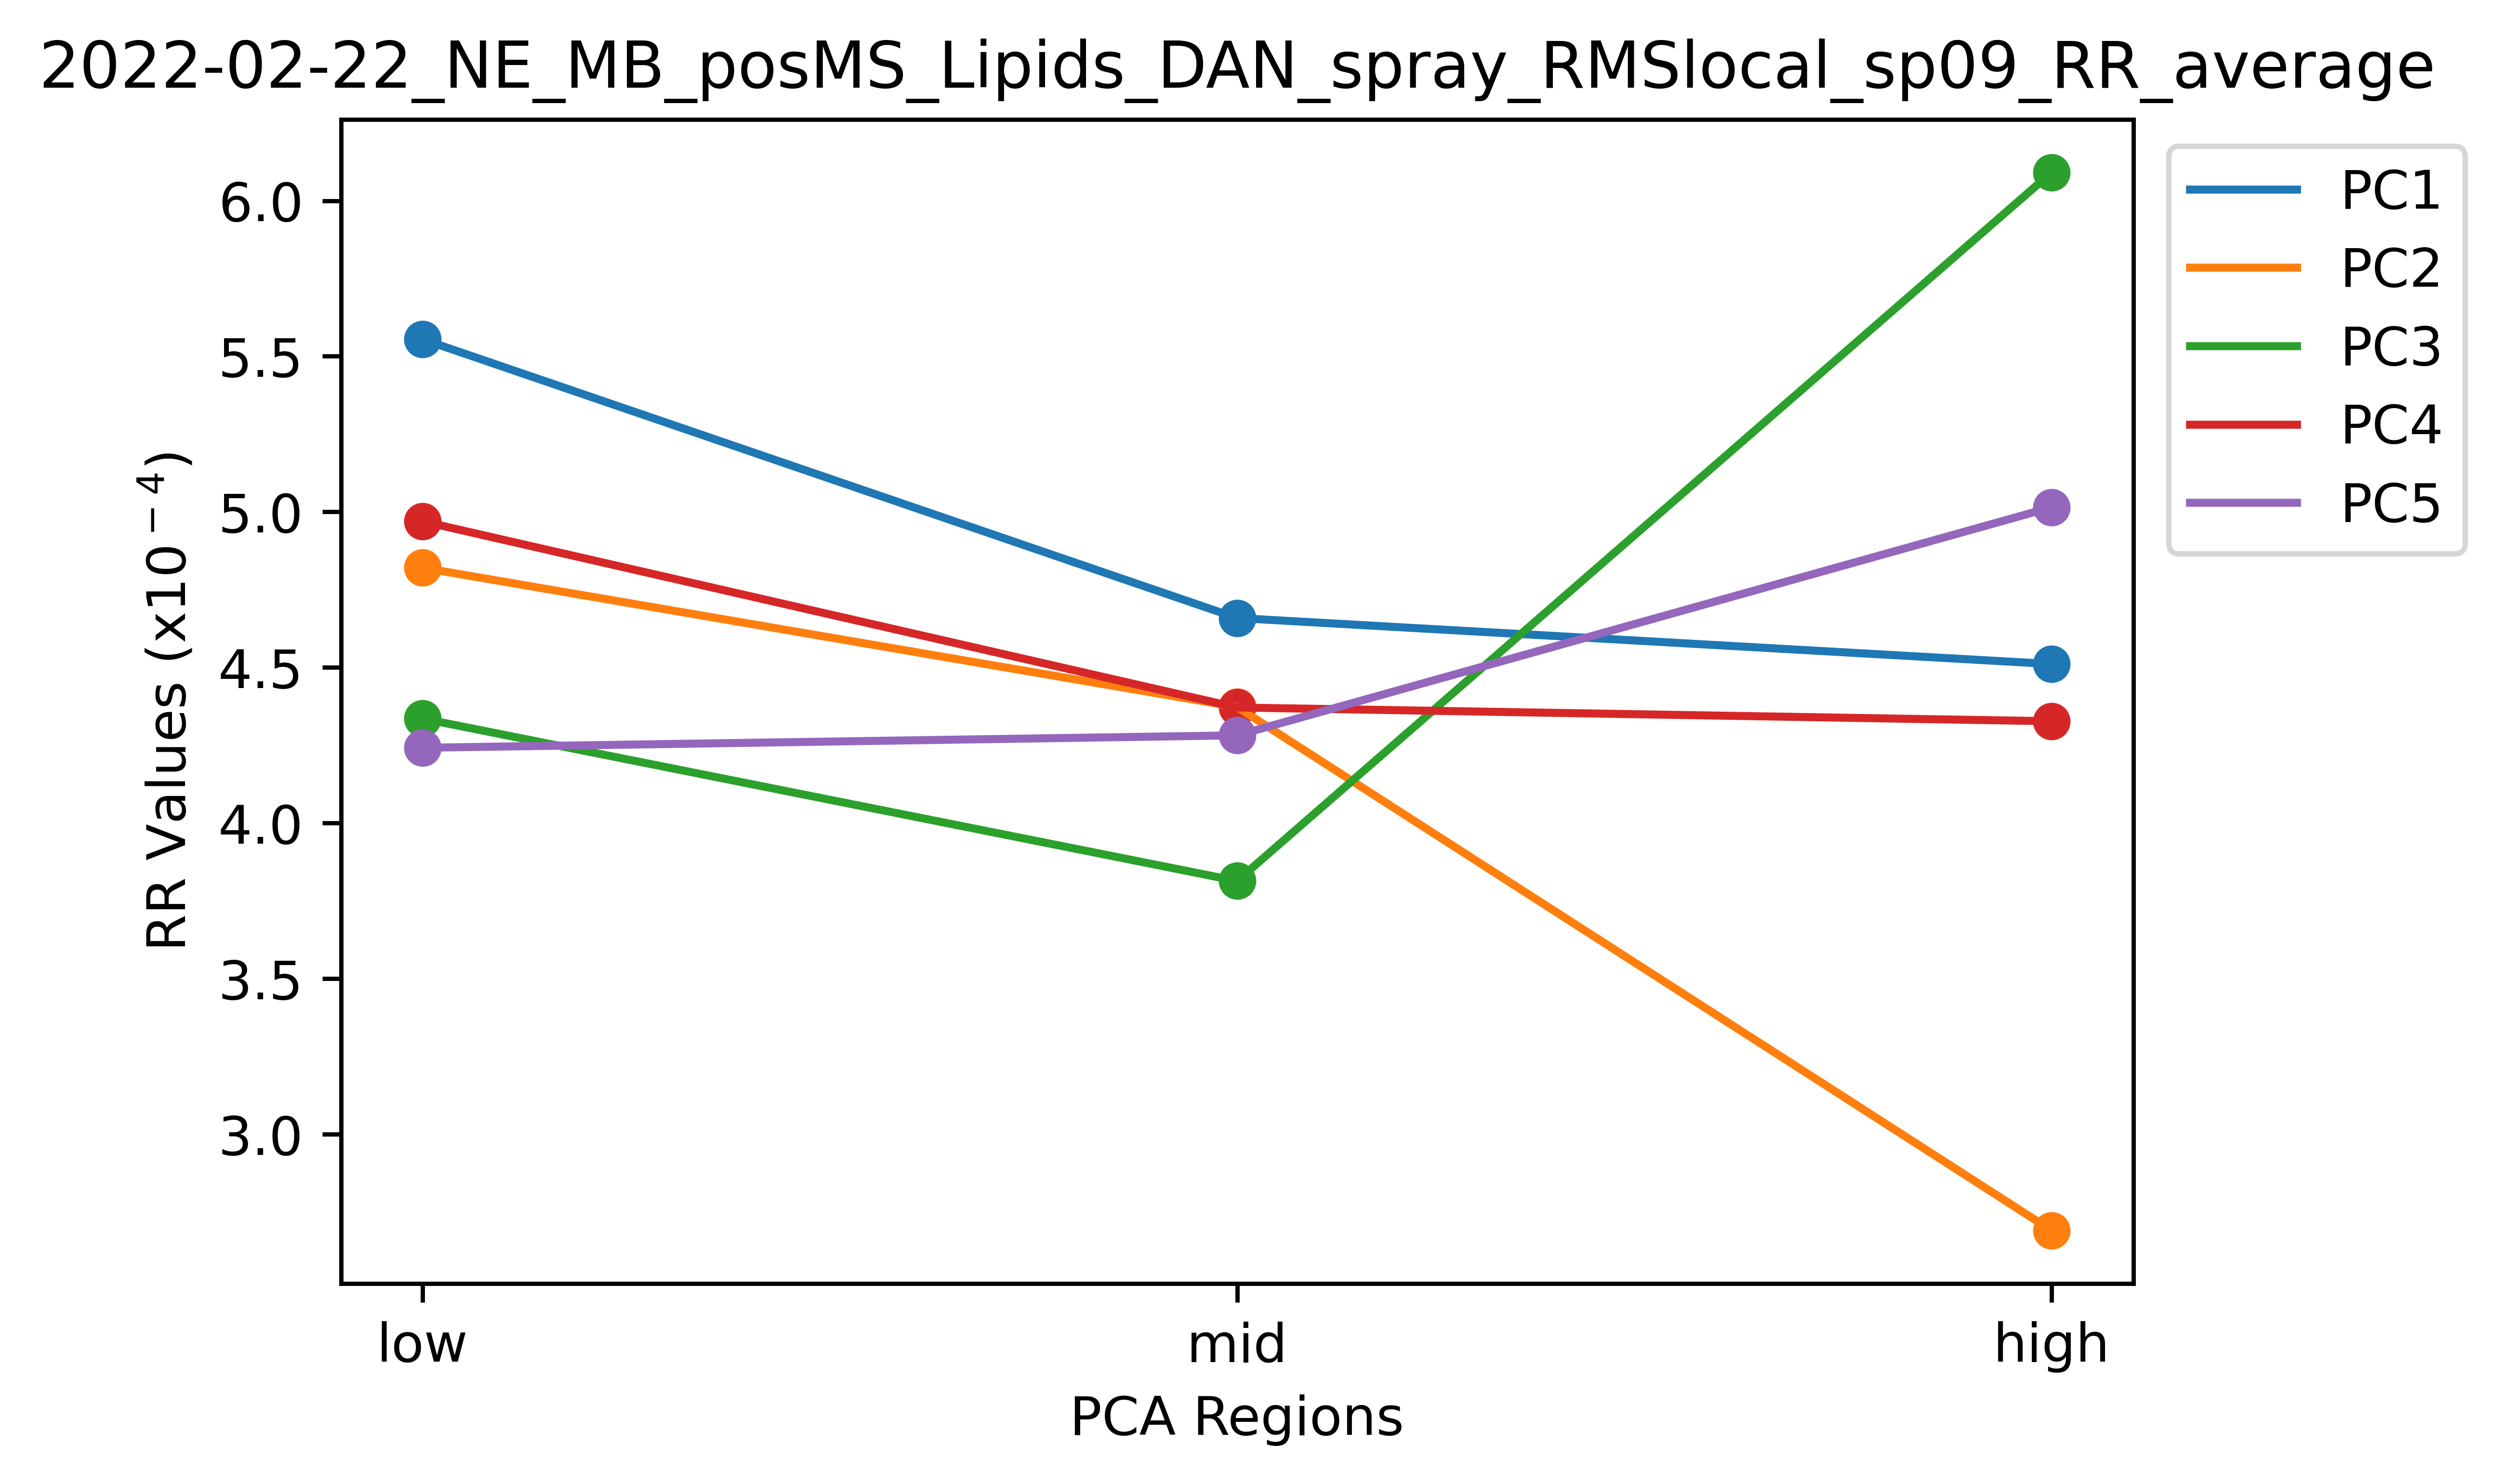 2022-02-22_NE_MB_posMS_Lipids_DAN_spray_RMSlocal_sp09_RR_average
RR Values (x10⁻⁴)
6.0
5.5
5.0
4.5
4.0
3.5
3.0
low
mid
high
PCA Regions
PC1
PC2
PC3
PC4
PC5